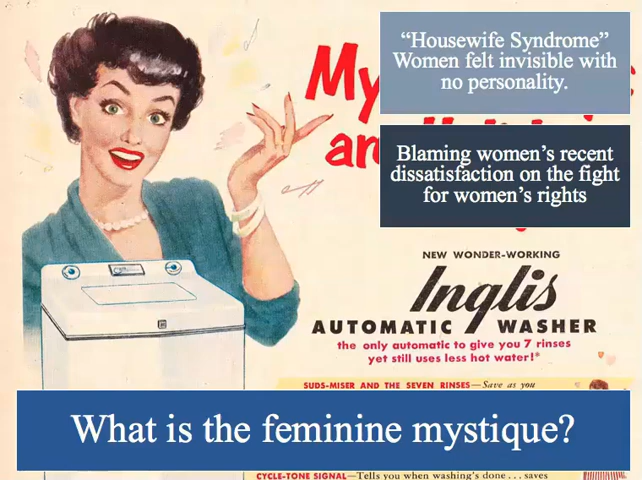 “Housewife Syndrome”
Women felt invisible with
no personality.
My
are
Blaming women’s recent
dissatisfaction on the fight
for women’s rights
NEW WONDER-WORKING
Inglis
AUTOMATIC WASHER
the only automatic to give you 7 rinses
yet still uses less hot water!*
SUDS-MISER AND THE SEVEN RINSES—Save as you
What is the feminine mystique?
CYCLE-TONE SIGNAL—Tells you when washing's done . . . saves